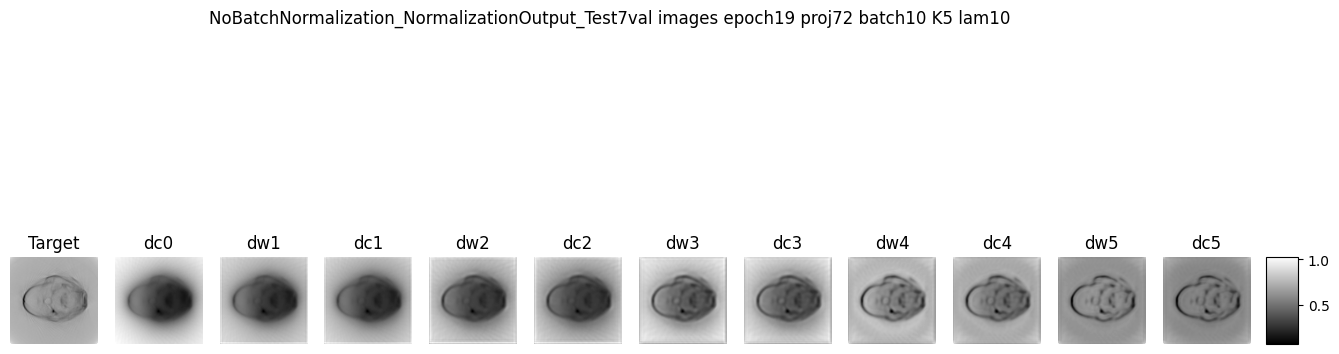 NoBatchNormalization_NormalizationOutput_Test7val images epoch19 proj72 batch10 K5 lam10
Target dc0 dw1 dc1 dw2 dc2 dw3 dc3 dw4 dc4 dw5 dc5
1.0
0.5